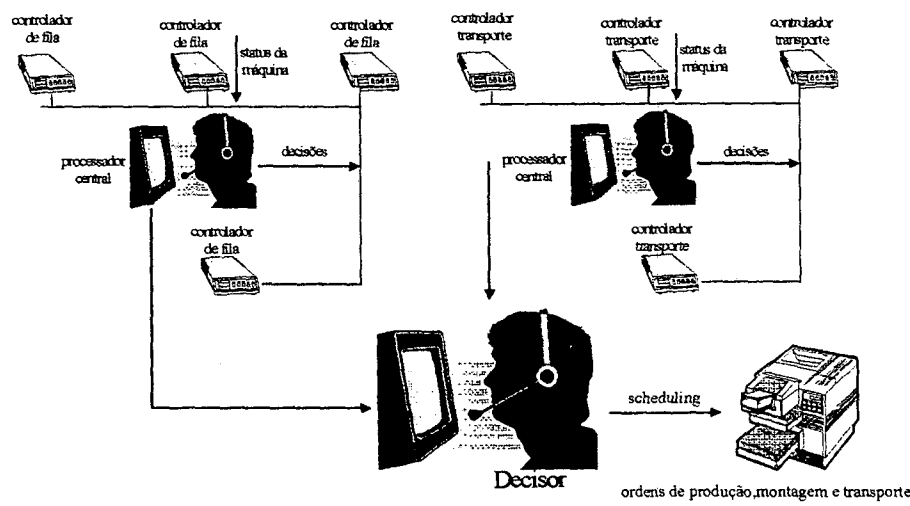 controlador
de fila
controlador
de fila
status da
máquina
controlador
de fila
controlador
transporte
controlador
transporte
status da
máquina
controlador
transporte
processador
central
decisões
processador
central
decisões
controlador
de fila
controlador
transporte
scheduling
Decisor
ordens de produção,montagem e transporte